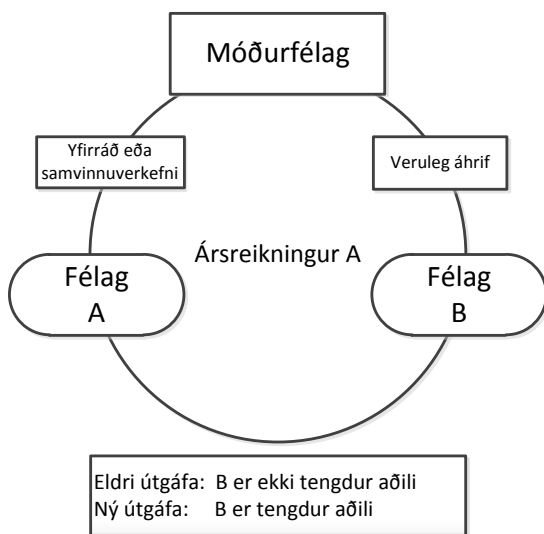 Móðurfélag
Yfirráð eða
samvinnuverkefni
Veruleg áhrif
Ársreikningur A
Félag
A
Félag
B
Eldri útgáfa: B er ekki tengdur aðili
Ný útgáfa: B er tengdur aðili